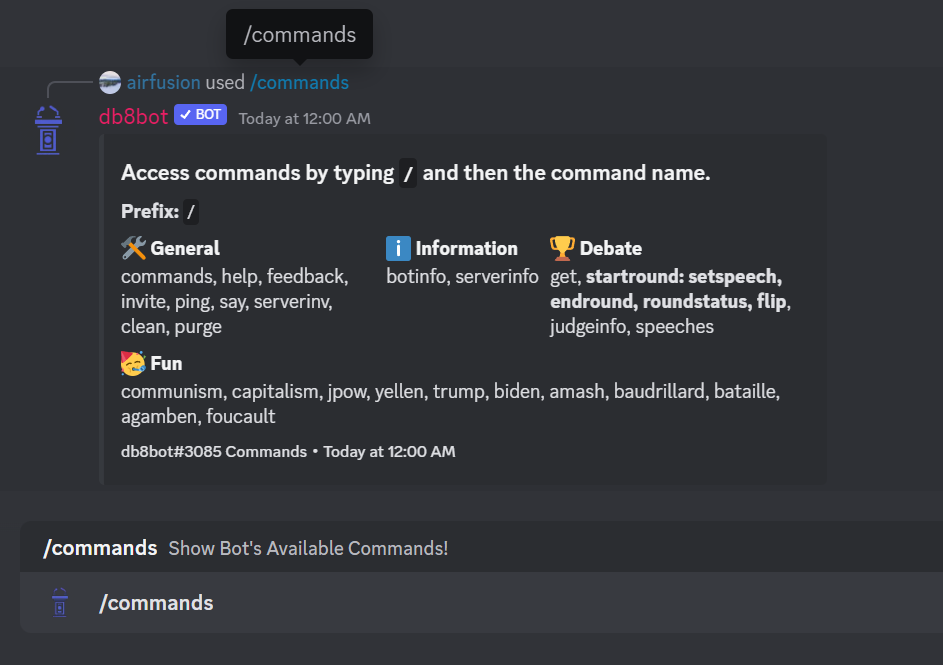 /commands
airfusion used /commands
db8bot ✓ BOT Today at 12:00 AM
Access commands by typing / and then the command name.
Prefix: /
🛠️ General
commands, help, feedback,
invite, ping, say, serverinv,
clean, purge
ℹ️ Information
botinfo, serverinfo
🏆 Debate
get, startround: setspeech,
endround, roundstatus, flip,
judgeinfo, speeches
🥳 Fun
communism, capitalism, jpow, yellen, trump, biden, amash, baudrillard, bataille,
agamben, foucault
db8bot#3085 Commands • Today at 12:00 AM
/commands Show Bot's Available Commands!
/commands